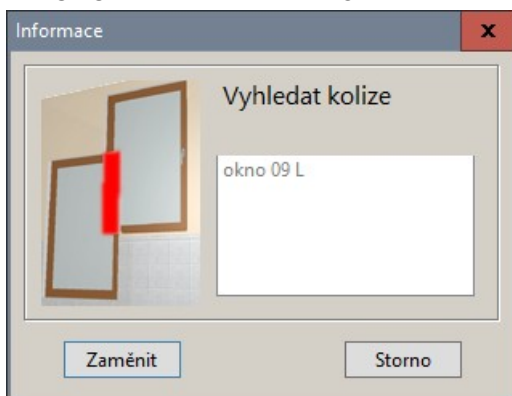 Informace
x
Vyhledat kolize
okno 09 L
Zaměnit
Storno